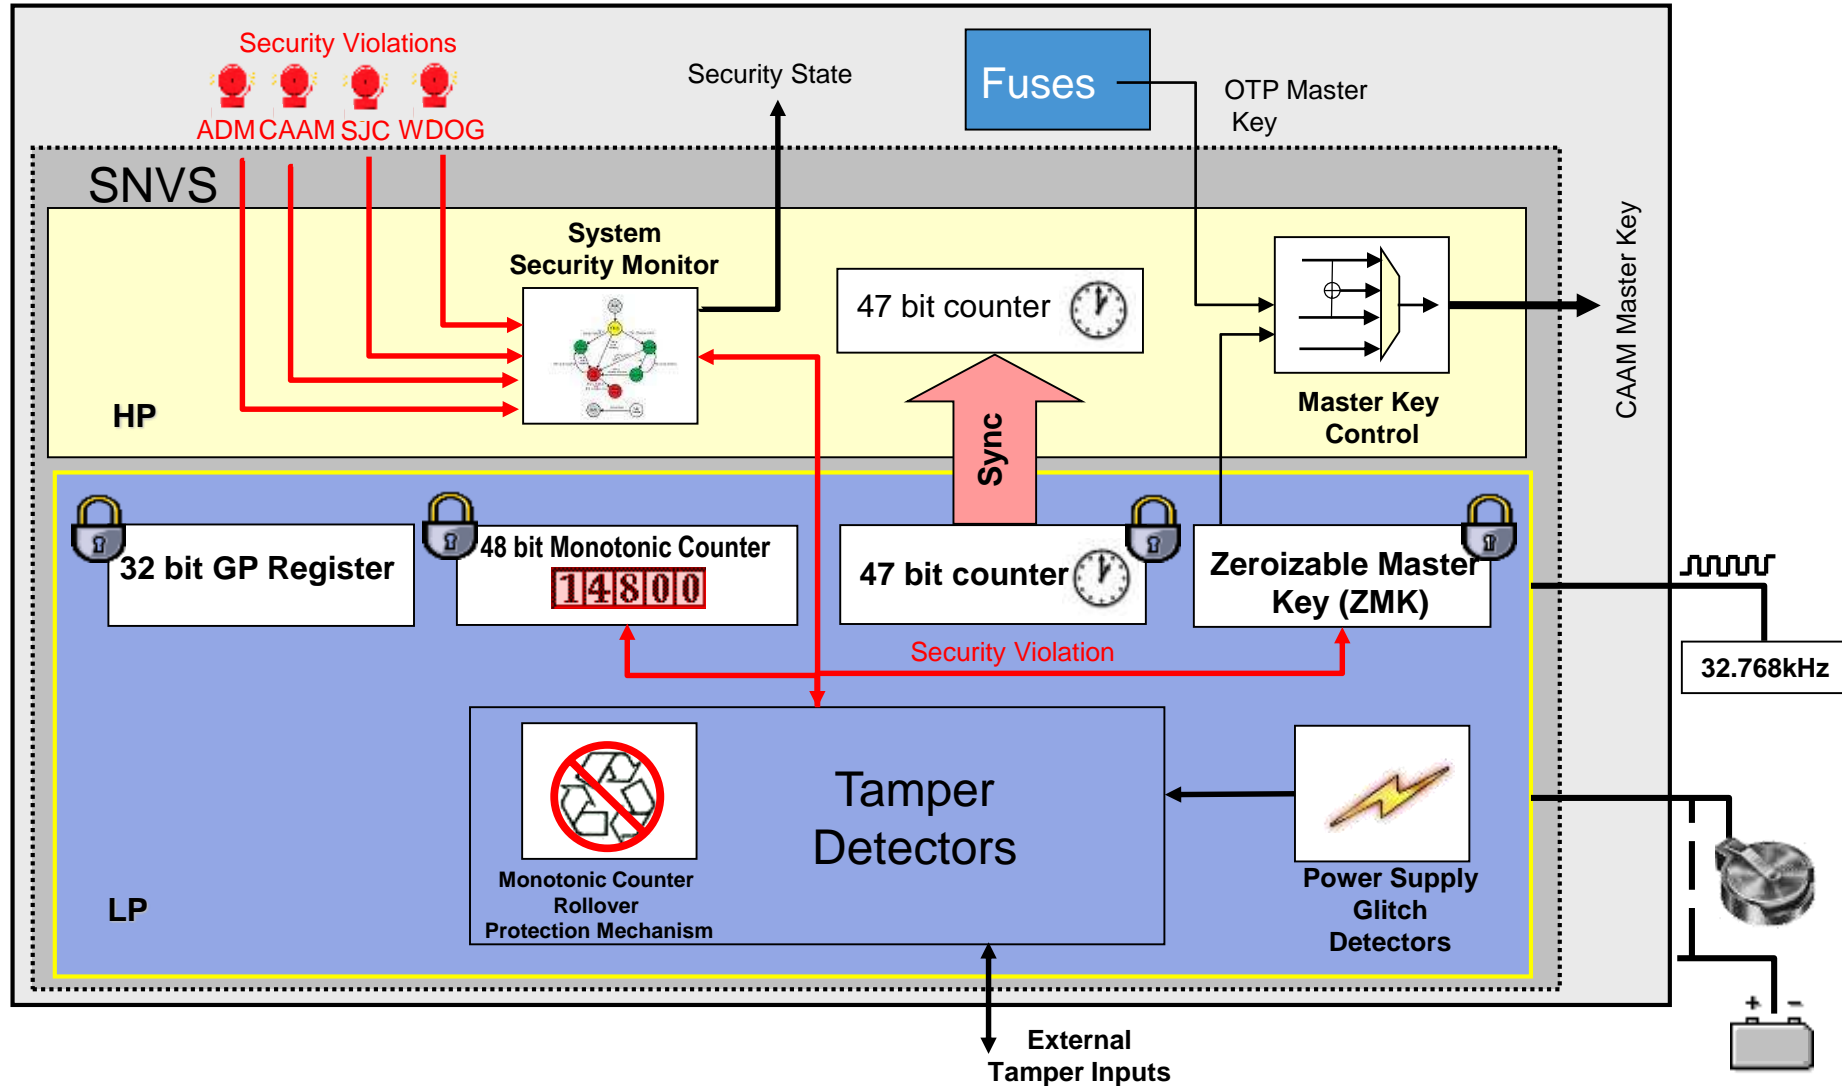 Security Violations
ADM CAAM SJC WDOG
Security State
Fuses
OTP Master
Key
SNVS
System
Security Monitor
47 bit counter
HP
Sync
Master Key
Control
CAAM Master Key
32 bit GP Register
48 bit Monotonic Counter
14800
47 bit counter
Zeroizable Master
Key (ZMK)
Security Violation
32.768kHz
Tamper
Detectors
Monotonic Counter
Rollover
Protection Mechanism
Power Supply
Glitch
Detectors
LP
+ -
External
Tamper Inputs